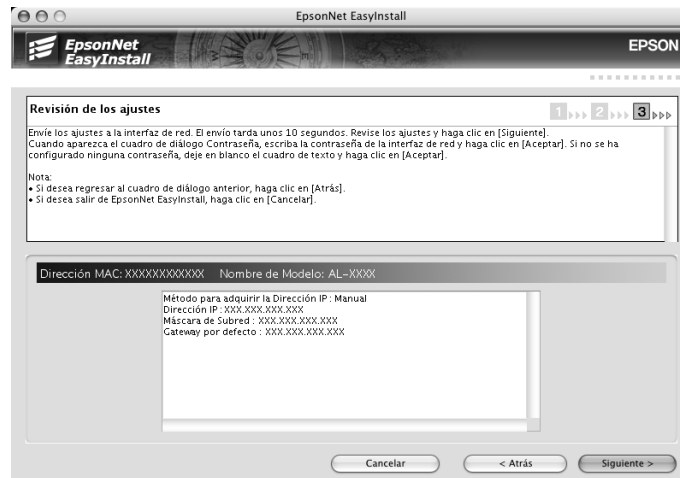 EpsonNet EasyInstall
EpsonNet
EasyInstall
EPSON
Revisión de los ajustes
1 2 3
Envíe los ajustes a la interfaz de red. El envío tarda unos 10 segundos. Revise los ajustes y haga clic en [Siguiente].
Cuando aparezca el cuadro de diálogo Contraseña, escriba la contraseña de la interfaz de red y haga clic en [Aceptar]. Si no se ha
configurado ninguna contraseña, deje en blanco el cuadro de texto y haga clic en [Aceptar].
Nota:
• Si desea regresar al cuadro de diálogo anterior, haga clic en [Atrás].
• Si desea salir de EpsonNet EasyInstall, haga clic en [Cancelar].
Dirección MAC: XXXXXXXXXXXX Nombre de Modelo: AL-XXXX
Método para adquirir la Dirección IP : Manual
Dirección IP : XXX.XXX.XXX.XXX
Máscara de Subred : XXX.XXX.XXX.XXX
Gateway por defecto : XXX.XXX.XXX.XXX
Cancelar < Atrás Siguiente >